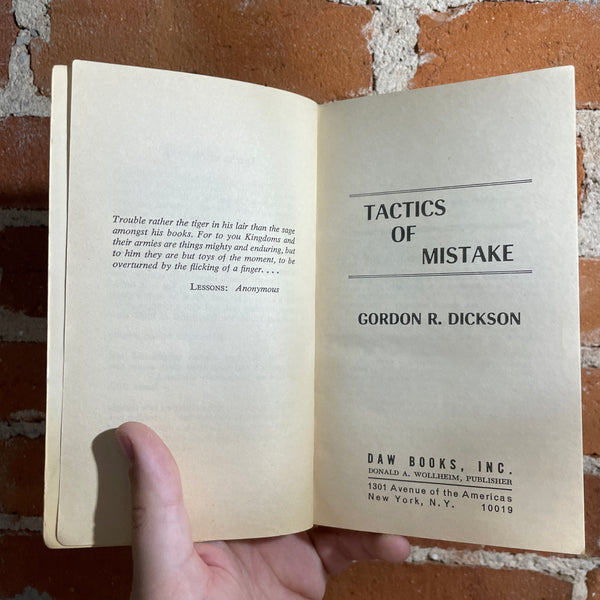 Trouble rather the tiger in his lair than the sage
amongst his books. For to you Kingdoms and
their armies are things mighty and enduring, but
to him they are but toys of the moment, to be
overturned by the flicking of a finger. . . .
LESSONS: Anonymous
TACTICS
OF
MISTAKE
GORDON R. DICKSON
DAW BOOKS, INC.
DONALD A. WOLLHEIM, PUBLISHER
1301 Avenue of the Americas
New York, N.Y. 10019